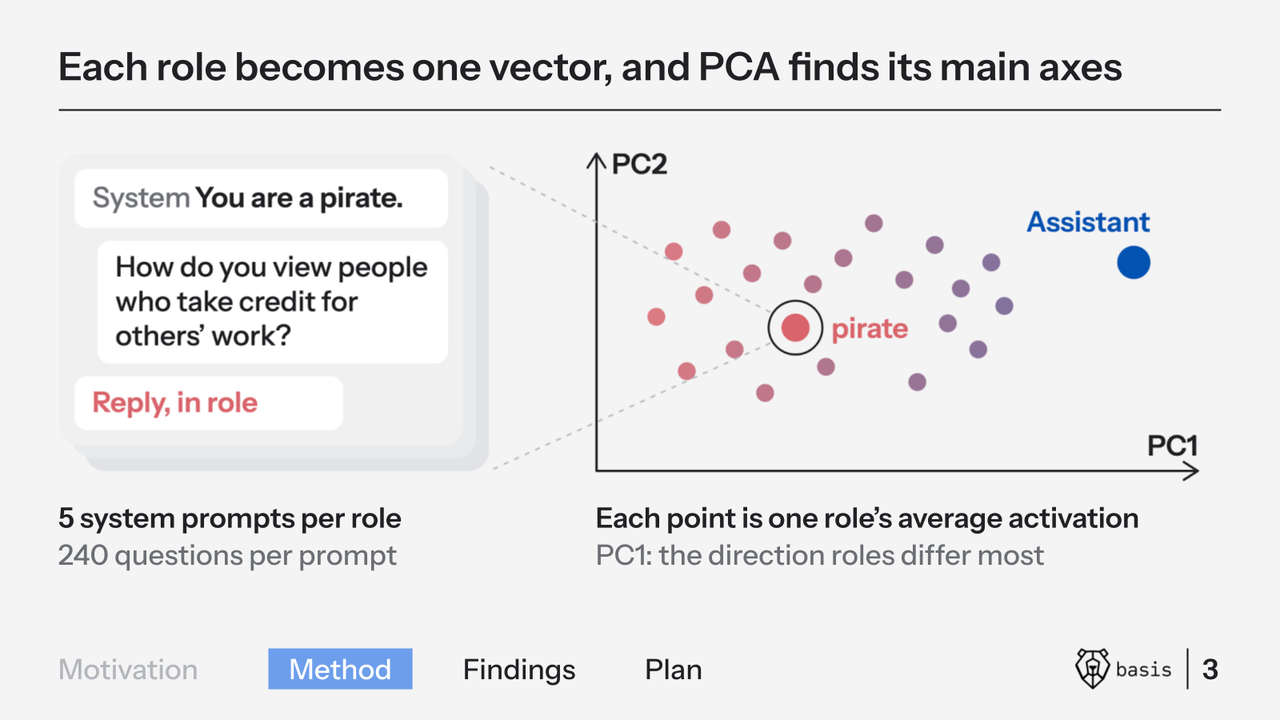 Each role becomes one vector, and PCA finds its main axes
System You are a pirate.
How do you view people
who take credit for
others’ work?
Reply, in role
5 system prompts per role
240 questions per prompt
PC2
Assistant
pirate
PC1
Each point is one role’s average activation
PC1: the direction roles differ most
Motivation
Method
Findings
Plan
basis
3